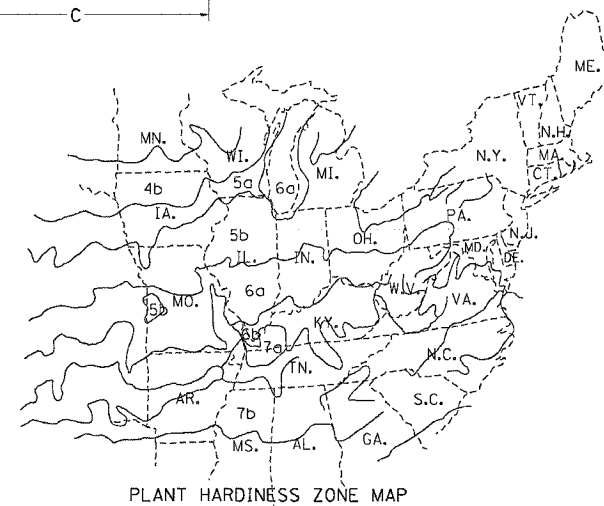 C
ME.
VT.
MN.
N.H.
WI.
N.Y.
MA.
MI.
CT.
4b
5a
6a
IA.
PA.
5b
OH.
N.J.
IL.
IN.
MD.
DE.
W.V.
6a
MO.
VA.
5b
KY.
6b
7a
N.C.
TN.
AR.
S.C.
7b
MS.
AL.
GA.
PLANT HARDINESS ZONE MAP